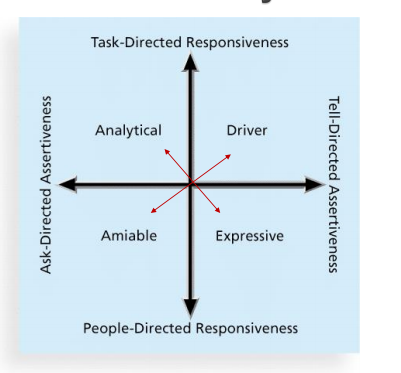 Task-Directed Responsiveness
Ask-Directed Assertiveness
Tell-Directed Assertiveness
Analytical
Driver
Amiable
Expressive
People-Directed Responsiveness